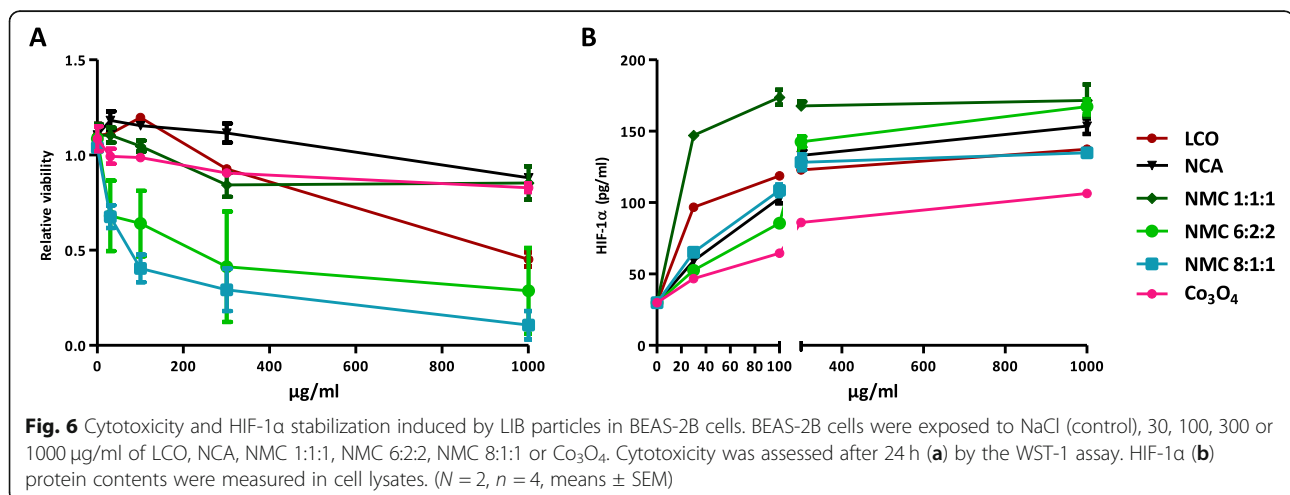 A
Relative viability
1.5
1.0
0.5
0.0
0 200 400 600 800 1000
µg/ml
B
HIF-1α (pg/ml)
200
150
100
50
0
0 20 40 60 80 100 400 600 800 1000
µg/ml
LCO
NCA
NMC 1:1:1
NMC 6:2:2
NMC 8:1:1
Co₃O₄
Fig. 6 Cytotoxicity and HIF-1α stabilization induced by LIB particles in BEAS-2B cells. BEAS-2B cells were exposed to NaCl (control), 30, 100, 300 or
1000 µg/ml of LCO, NCA, NMC 1:1:1, NMC 6:2:2, NMC 8:1:1 or Co₃O₄. Cytotoxicity was assessed after 24 h (a) by the WST-1 assay. HIF-1α (b)
protein contents were measured in cell lysates. (N = 2, n = 4, means ± SEM)